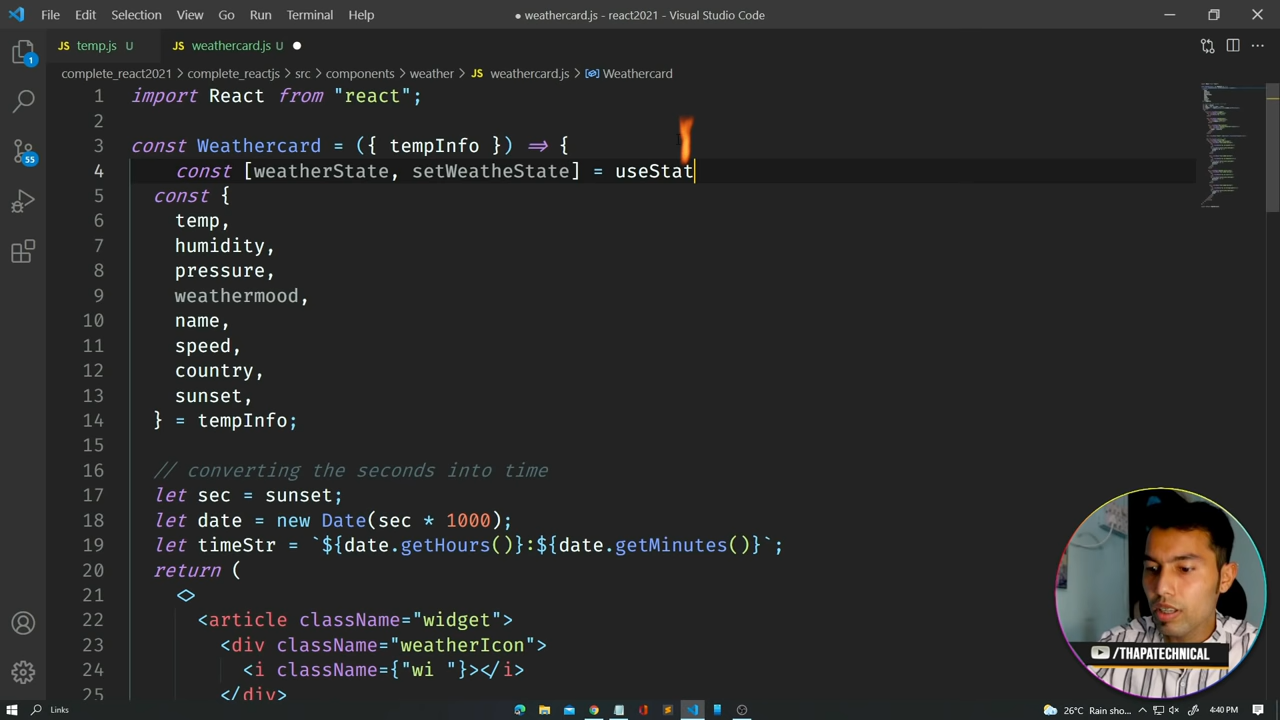 File Edit Selection View Go Run Terminal Help
● weathercard.js - react2021 - Visual Studio Code
JS temp.js U
JS weathercard.js U ●
complete_react2021 > complete_reactjs > src > components > weather > JS weathercard.js > Weathercard
1 import React from "react";
2
3 const Weathercard = ({ tempInfo }) => {
4 const [weatherState, setWeatheState] = useStat
5 const {
6 temp,
7 humidity,
8 pressure,
9 weathermood,
10 name,
11 speed,
12 country,
13 sunset,
14 } = tempInfo;
15
16 // converting the seconds into time
17 let sec = sunset;
18 let date = new Date(sec * 1000);
19 let timeStr = `${date.getHours()}:${date.getMinutes()}`;
20 return (
21 <>
22 <article className="widget">
23 <div className="weatherIcon">
24 <i className={"wi "}></i>
25 </div>
1
55
/THAPATECHNICAL
Links
26°C Rain sho... 4:40 PM